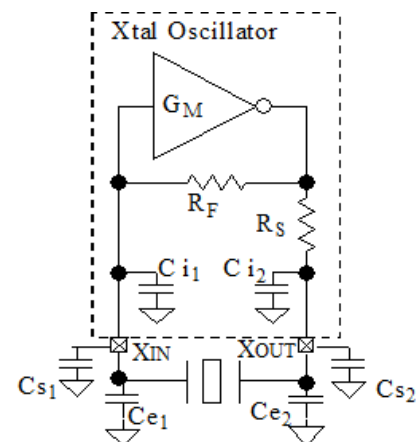 Xtal Oscillator
GM
RF
RS
Ci1
Ci2
XIN
XOUT
Cs1
Cs2
Ce1
Ce2